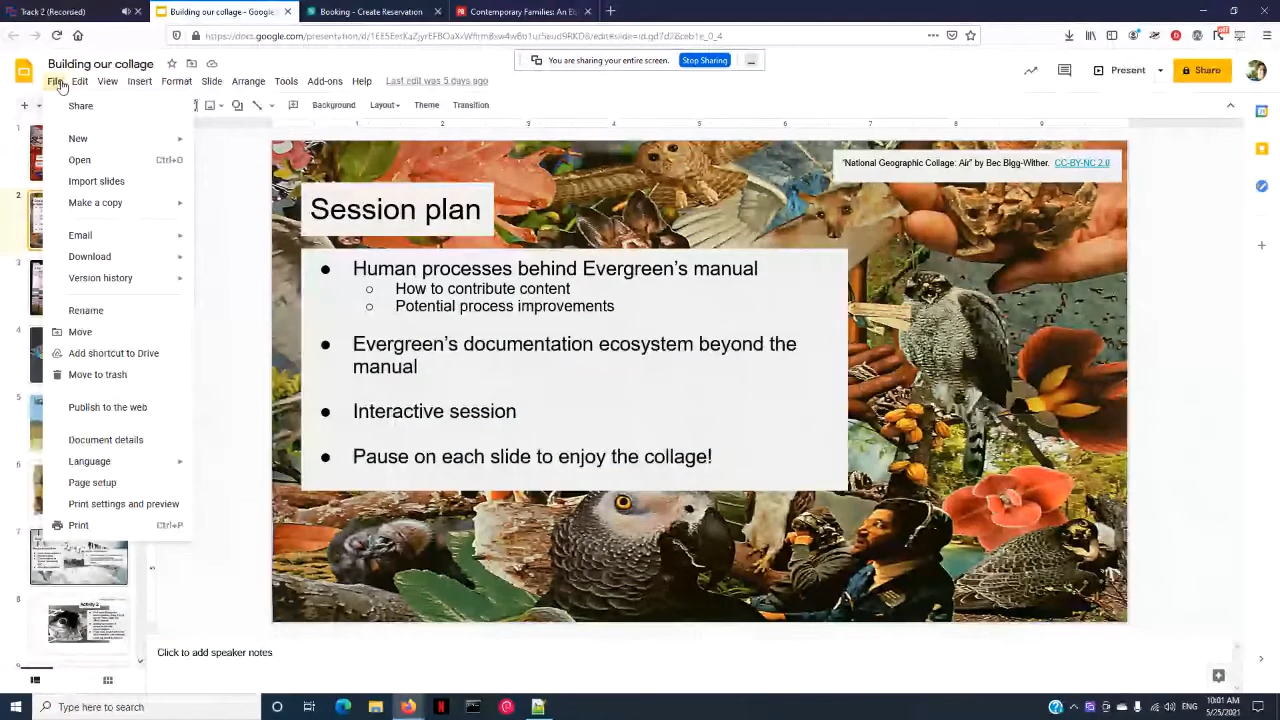 Track 2 (Recorded)
Building our collage - Google
Booking - Create Reservation
Contemporary Families: An Eq
Building our collage
You are sharing your entire screen.
Stop Sharing
Present
Share
File Edit View Insert Format Slide Arrange Tools Add-ons Help Last edit was 5 days ago
Background Layout Theme Transition
Share
New
Open Ctrl+O
Import slides
Make a copy
Email
Download
Version history
Rename
Move
Add shortcut to Drive
Move to trash
Publish to the web
Document details
Language
Page setup
Print settings and preview
Print Ctrl+P
"National Geographic Collage: Air" by Bec Bigg-Wither. CC-BY-NC 2.0
Session plan
● Human processes behind Evergreen's manual
○ How to contribute content
○ Potential process improvements
● Evergreen's documentation ecosystem beyond the
manual
● Interactive session
● Pause on each slide to enjoy the collage!
Activity 2
Click to add speaker notes
Type here to search
10:01 AM
5/25/2021